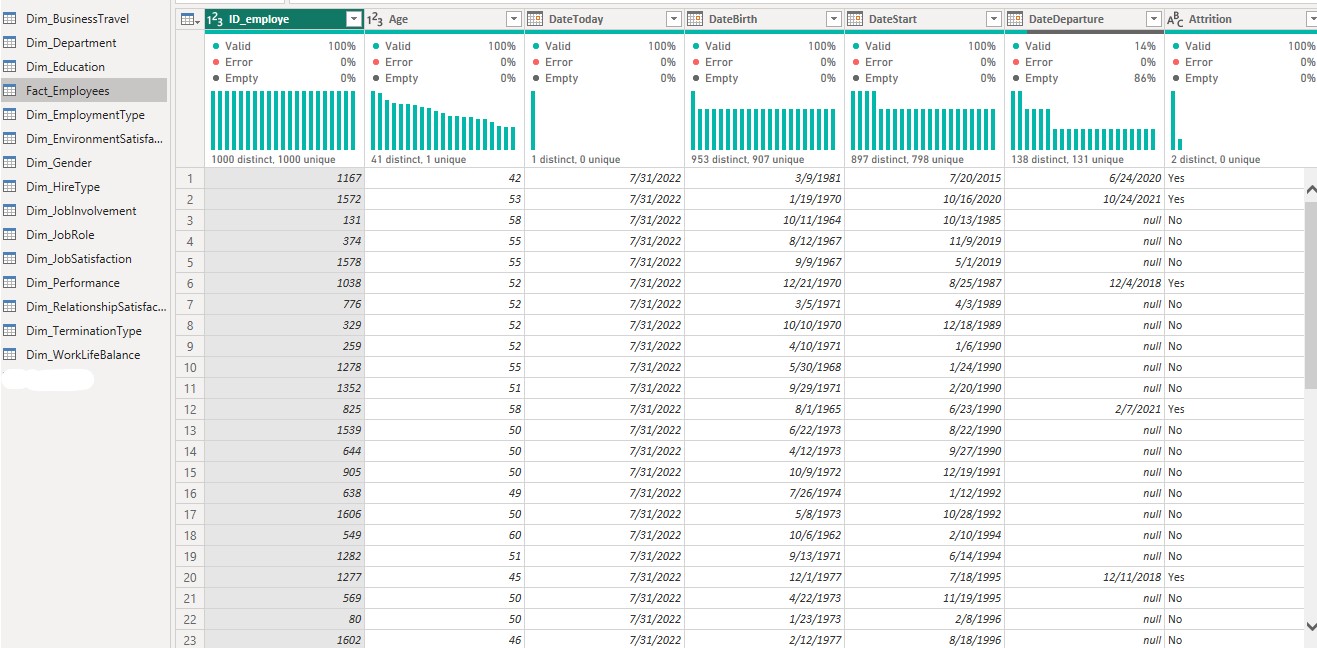 Dim_BusinessTravel
Dim_Department
Dim_Education
Fact_Employees
Dim_EmploymentType
Dim_EnvironmentSatisfa...
Dim_Gender
Dim_HireType
Dim_JobInvolvement
Dim_JobRole
Dim_JobSatisfaction
Dim_Performance
Dim_RelationshipSatisfac...
Dim_TerminationType
Dim_WorkLifeBalance
1²3 ID_employe 1²3 Age DateToday DateBirth DateStart DateDeparture ABC Attrition
Valid 100% Valid 100% Valid 100% Valid 100% Valid 100% Valid 14% Valid 100%
Error 0% Error 0% Error 0% Error 0% Error 0% Error 0% Error 0%
Empty 0% Empty 0% Empty 0% Empty 0% Empty 0% Empty 86% Empty 0%
1000 distinct, 1000 unique 41 distinct, 1 unique 1 distinct, 0 unique 953 distinct, 907 unique 897 distinct, 798 unique 138 distinct, 131 unique 2 distinct, 0 unique
1 1167 42 7/31/2022 3/9/1981 7/20/2015 6/24/2020 Yes
2 1572 53 7/31/2022 1/19/1970 10/16/2020 10/24/2021 Yes
3 131 58 7/31/2022 10/11/1964 10/13/1985 null No
4 374 55 7/31/2022 8/12/1967 11/9/2019 null No
5 1578 55 7/31/2022 9/9/1967 5/1/2019 null No
6 1038 52 7/31/2022 12/21/1970 8/25/1987 12/4/2018 Yes
7 776 52 7/31/2022 3/5/1971 4/3/1989 null No
8 329 52 7/31/2022 10/10/1970 12/18/1989 null No
9 259 52 7/31/2022 4/10/1971 1/6/1990 null No
10 1278 55 7/31/2022 5/30/1968 1/24/1990 null No
11 1352 51 7/31/2022 9/29/1971 2/20/1990 null No
12 825 58 7/31/2022 8/1/1965 6/23/1990 2/7/2021 Yes
13 1539 50 7/31/2022 6/22/1973 8/22/1990 null No
14 644 50 7/31/2022 4/12/1973 9/27/1990 null No
15 905 50 7/31/2022 10/9/1972 12/19/1991 null No
16 638 49 7/31/2022 7/26/1974 1/12/1992 null No
17 1606 50 7/31/2022 5/8/1973 10/28/1992 null No
18 549 60 7/31/2022 10/6/1962 2/10/1994 null No
19 1282 51 7/31/2022 9/13/1971 6/14/1994 null No
20 1277 45 7/31/2022 12/1/1977 7/18/1995 12/11/2018 Yes
21 569 50 7/31/2022 4/22/1973 11/19/1995 null No
22 80 50 7/31/2022 1/23/1973 2/8/1996 null No
23 1602 46 7/31/2022 2/12/1977 8/18/1996 null No